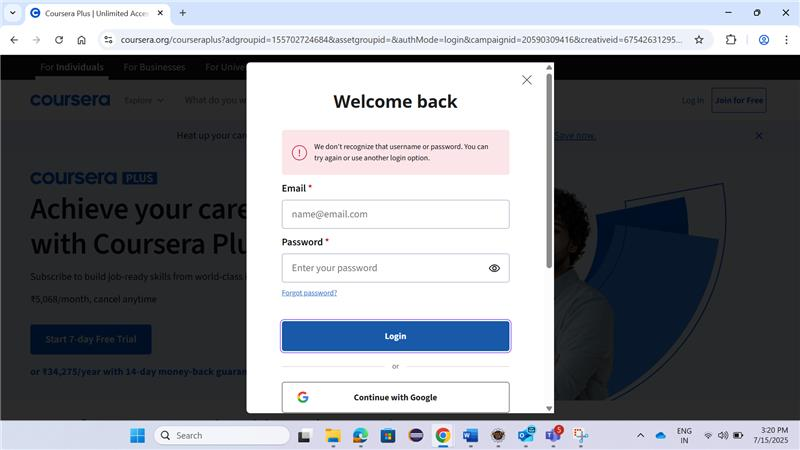 Coursera Plus | Unlimited Acces
coursera.org/courseraplus?adgroupid=155702724684&assetgroupid=&authMode=login&campaignid=20590309416&creativeid=67542631295...
For Individuals
For Businesses
For Unive
coursera
Explore
What do you w
Log In
Join for Free
Heat up your car
Save now.
coursera PLUS
Achieve your care
with Coursera Plu
Subscribe to build job-ready skills from world-class i
₹5,068/month, cancel anytime
Start 7-day Free Trial
or ₹34,275/year with 14-day money-back guaran
Welcome back
We don't recognize that username or password. You can
try again or use another login option.
Email *
name@email.com
Password *
Enter your password
Forgot password?
Login
or
Continue with Google
Search
5
ENG
IN
3:20 PM
7/15/2025